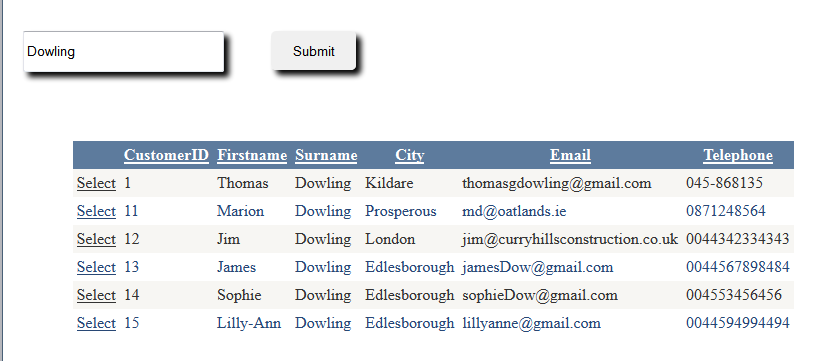 Dowling Submit
CustomerID Firstname Surname City Email Telephone
Select 1 Thomas Dowling Kildare thomasgdowling@gmail.com 045-868135
Select 11 Marion Dowling Prosperous md@oatlands.ie 0871248564
Select 12 Jim Dowling London jim@curryhillsconstruction.co.uk 0044342334343
Select 13 James Dowling Edlesborough jamesDow@gmail.com 0044567898484
Select 14 Sophie Dowling Edlesborough sophieDow@gmail.com 004553456456
Select 15 Lilly-Ann Dowling Edlesborough lillyanne@gmail.com 0044594994494